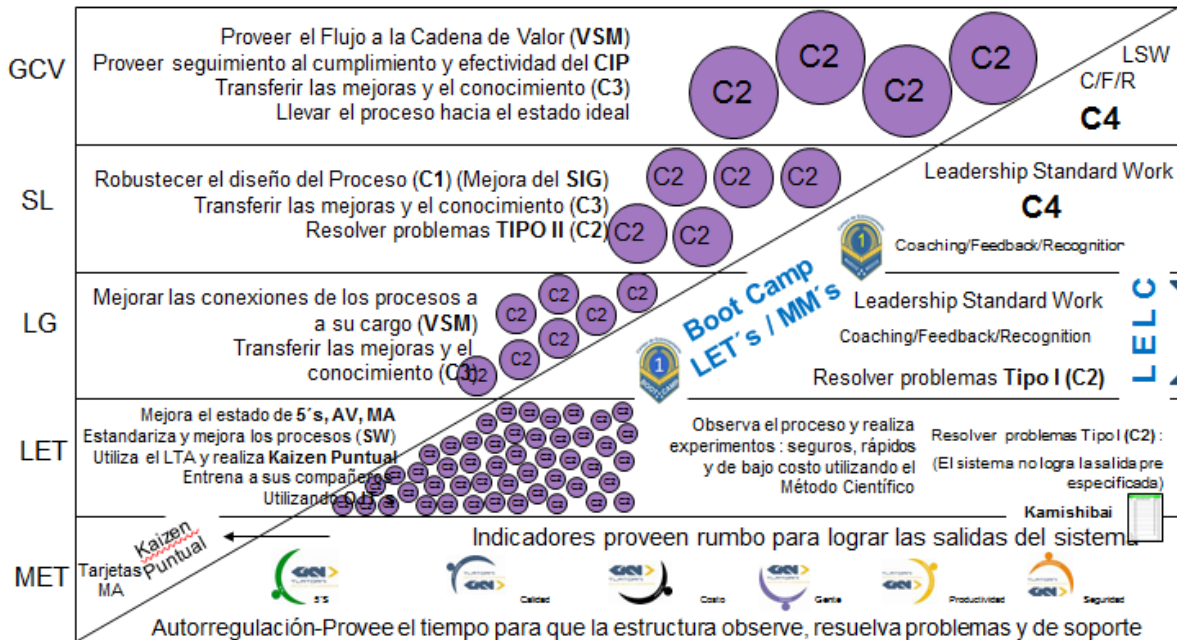 GCV
Proveer el Flujo a la Cadena de Valor (VSM)
Proveer seguimiento al cumplimiento y efectividad del CIP
Transferir las mejoras y el conocimiento (C3)
Llevar el proceso hacia el estado ideal
C2 C2 C2 C2
LSW
C/F/R
C4
SL
Robustecer el diseño del Proceso (C1) (Mejora del SIG)
Transferir las mejoras y el conocimiento (C3)
Resolver problemas TIPO II (C2)
C2 C2 C2
C2 C2
Leadership Standard Work
C4
Coaching/Feedback/Recognition
1
LG
Mejorar las conexiones de los procesos a
a su cargo (VSM)
Transferir las mejoras y el
conocimiento (C3)
C2 C2 C2 C2
C2 C2 C2
1
BOOT CAMP
Boot Camp
LET´s / MM´s
Leadership Standard Work
Coaching/Feedback/Recognition
Resolver problemas Tipo I (C2)
LELC
LET
Mejora el estado de 5´s, AV, MA
Estandariza y mejora los procesos (SW)
Utiliza el LTA y realiza Kaizen Puntual
Entrena a sus compañeros
Utilizando OJT´s
Observa el proceso y realiza
experimentos : seguros, rápidos
y de bajo costo utilizando el
Método Científico
Resolver problemas Tipo I (C2) :
(El sistema no logra la salida pre
especificada)
Kamishibai
MET
Tarjetas
MA
Kaizen
Puntual
Indicadores proveen rumbo para lograr las salidas del sistema
GKN GKN GKN GKN GKN GKN
5'S Calidad Costo Gente Productividad Seguridad
Autorregulación-Provee el tiempo para que la estructura observe, resuelva problemas y de soporte